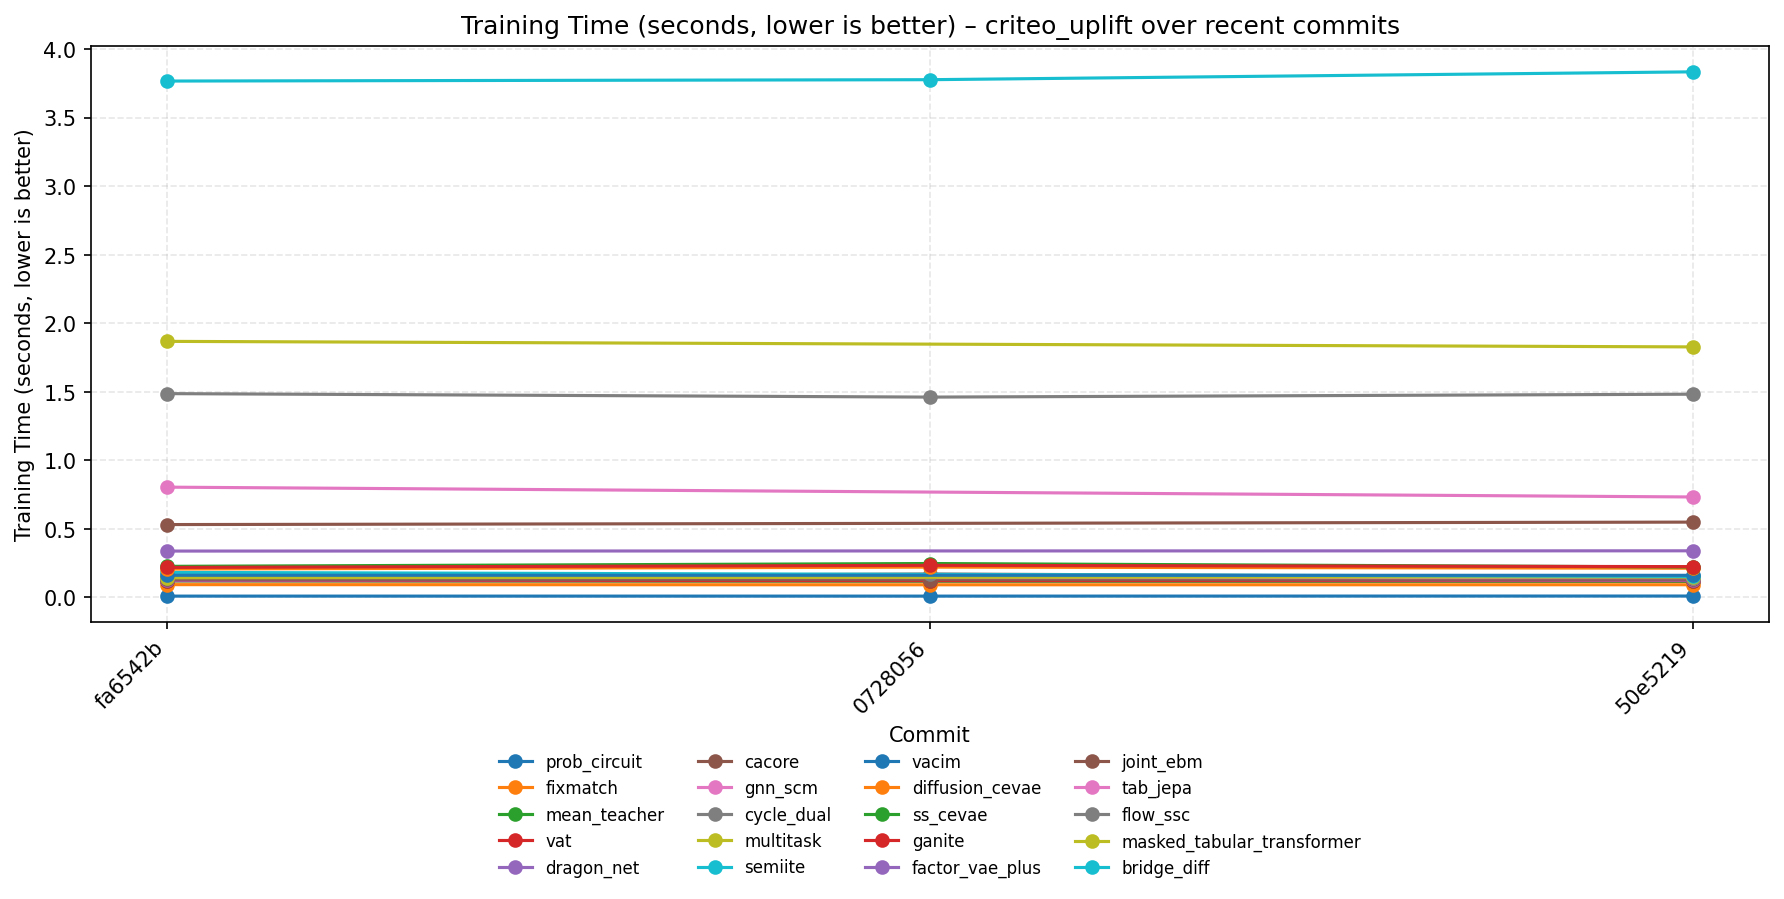 Training Time (seconds, lower is better) – criteo_uplift over recent commits
Training Time (seconds, lower is better)
4.0
3.5
3.0
2.5
2.0
1.5
1.0
0.5
0.0
fa6542b
0728056
50e5219
Commit
prob_circuit
fixmatch
mean_teacher
vat
dragon_net
cacore
gnn_scm
cycle_dual
multitask
semiite
vacim
diffusion_cevae
ss_cevae
ganite
factor_vae_plus
joint_ebm
tab_jepa
flow_ssc
masked_tabular_transformer
bridge_diff